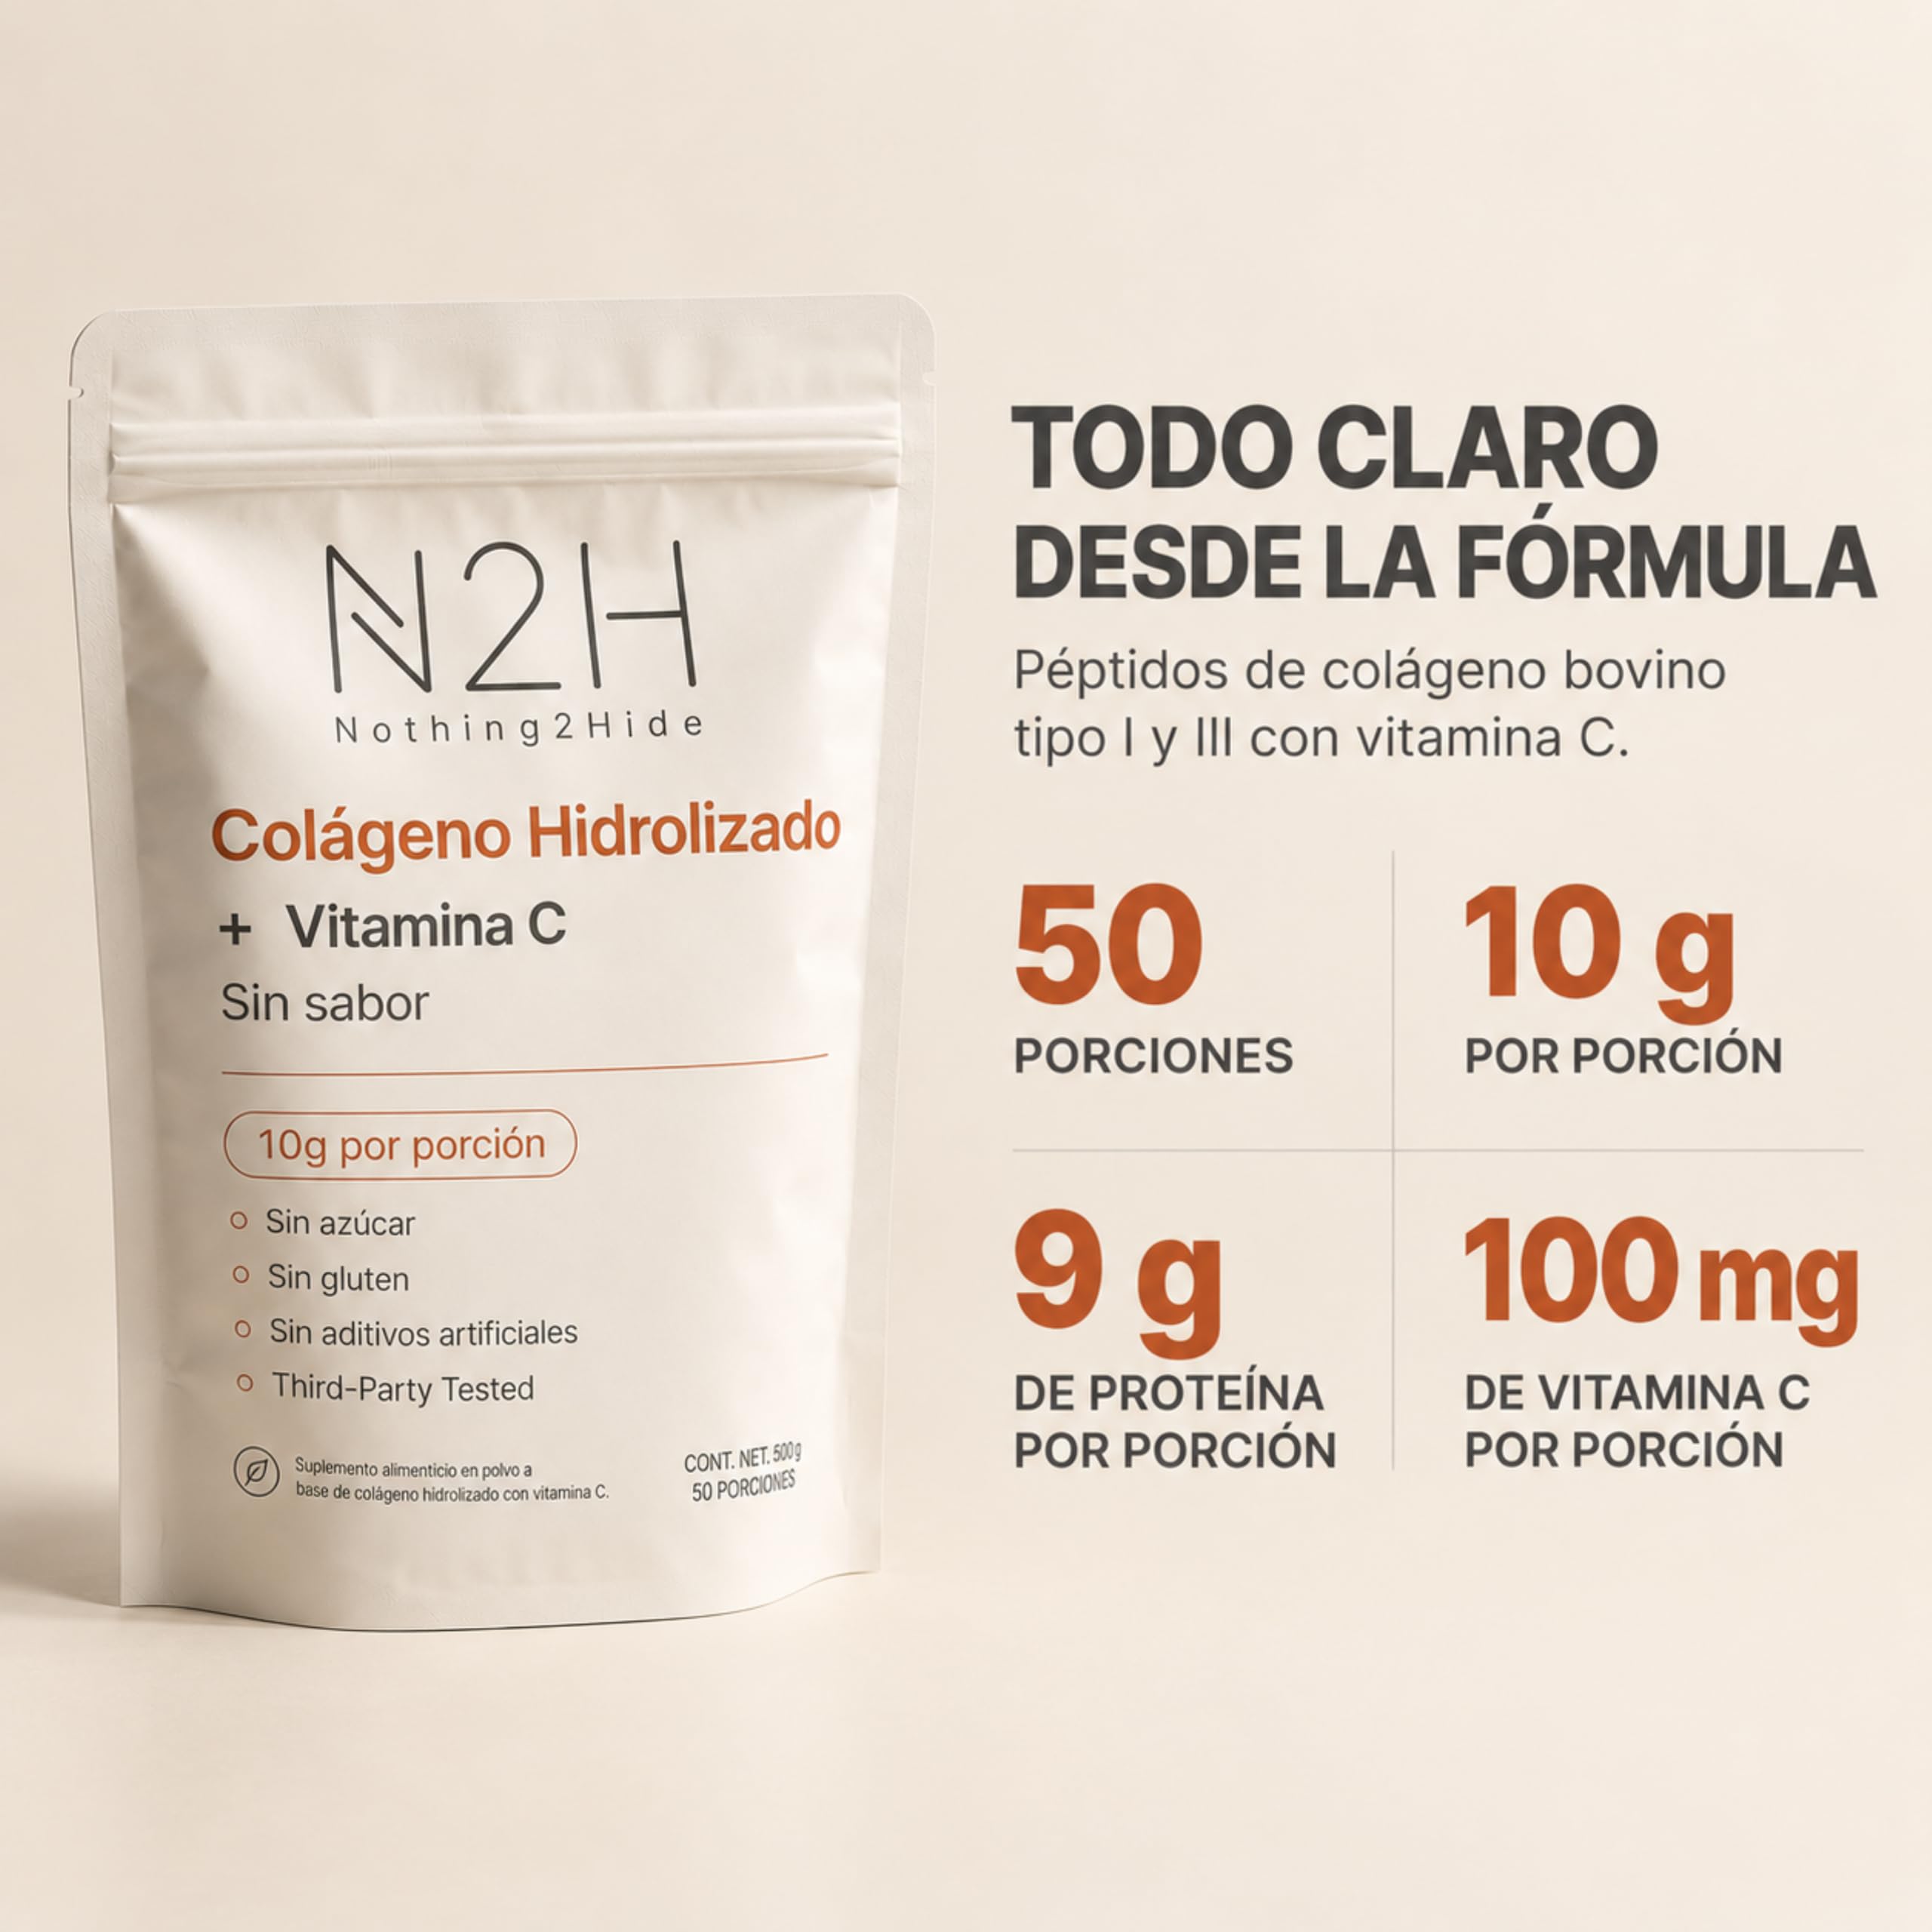 N2H
Nothing2Hide
Colágeno Hidrolizado
+ Vitamina C
Sin sabor
10g por porción
Sin azúcar
Sin gluten
Sin aditivos artificiales
Third-Party Tested
Suplemento alimenticio en polvo a
base de colágeno hidrolizado con vitamina C.
CONT. NET. 500g
50 PORCIONES
TODO CLARO
DESDE LA FÓRMULA
Péptidos de colágeno bovino
tipo I y III con vitamina C.
50
PORCIONES
10 g
POR PORCIÓN
9 g
DE PROTEÍNA
POR PORCIÓN
100 mg
DE VITAMINA C
POR PORCIÓN